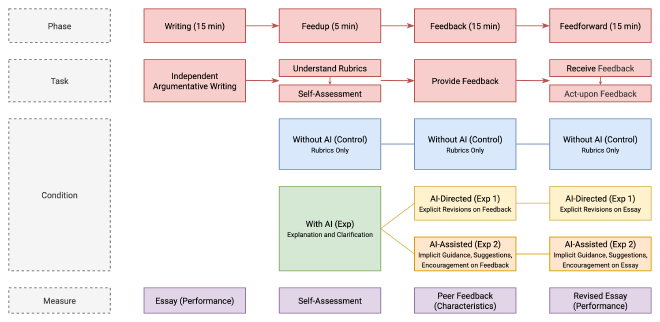 Phase
Writing (15 min)
Feedup (5 min)
Feedback (15 min)
Feedforward (15 min)
Task
Independent
Argumentative Writing
Understand Rubrics
Self-Assessment
Provide Feedback
Receive Feedback
Act-upon Feedback
Condition
Without AI (Control)
Rubrics Only
Without AI (Control)
Rubrics Only
Without AI (Control)
Rubrics Only
With AI (Exp)
Explanation and Clarification
AI-Directed (Exp 1)
Explicit Revisions on Feedback
AI-Directed (Exp 1)
Explicit Revisions on Essay
AI-Assisted (Exp 2)
Implicit Guidance, Suggestions,
Encouragement on Feedback
AI-Assisted (Exp 2)
Implicit Guidance, Suggestions,
Encouragement on Essay
Measure
Essay (Performance)
Self-Assessment
Peer Feedback
(Characteristics)
Revised Essay
(Performance)